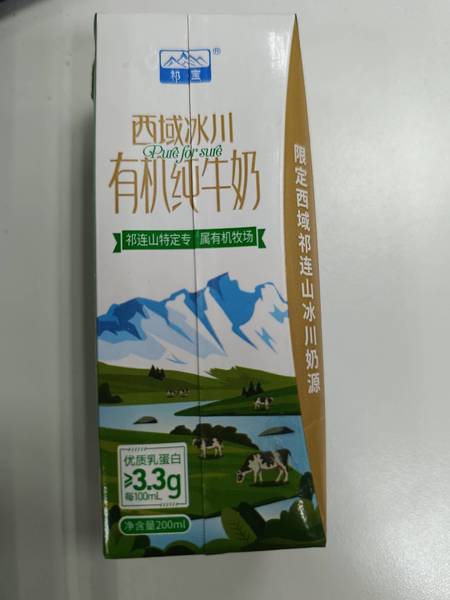 祁宝
®
西域冰川
Pure for sure
有机纯牛奶
祁连山特定专属有机牧场
限定西域祁连山冰川奶源
优质乳蛋白
≥3.3g
每100mL
净含量200ml